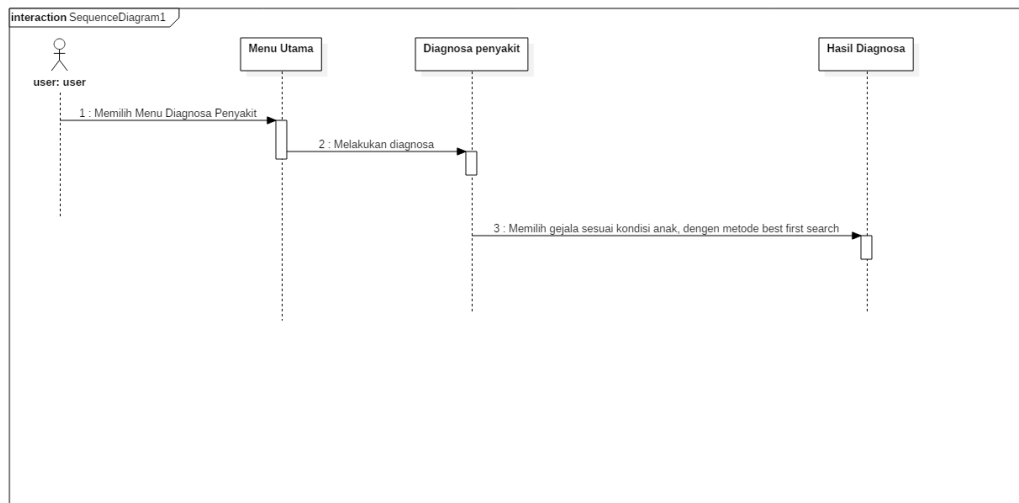 interaction SequenceDiagram1
Menu Utama
Diagnosa penyakit
Hasil Diagnosa
user: user
1 : Memilih Menu Diagnosa Penyakit
2 : Melakukan diagnosa
3 : Memilih gejala sesuai kondisi anak, dengen metode best first search